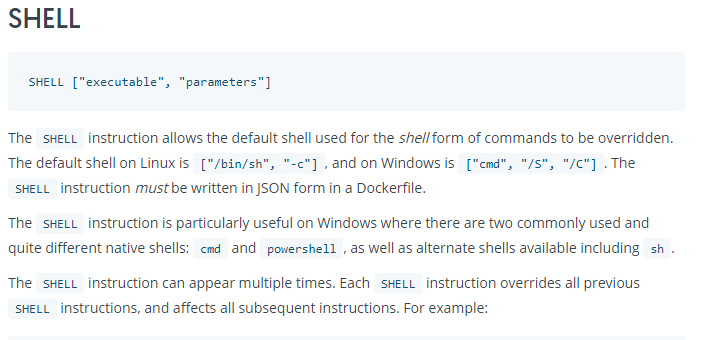 SHELL
SHELL ["executable", "parameters"]
The SHELL instruction allows the default shell used for the shell form of commands to be overridden.
The default shell on Linux is ["/bin/sh", "-c"] , and on Windows is ["cmd", "/S", "/C"] . The
SHELL instruction must be written in JSON form in a Dockerfile.
The SHELL instruction is particularly useful on Windows where there are two commonly used and
quite different native shells: cmd and powershell , as well as alternate shells available including sh .
The SHELL instruction can appear multiple times. Each SHELL instruction overrides all previous
SHELL instructions, and affects all subsequent instructions. For example: